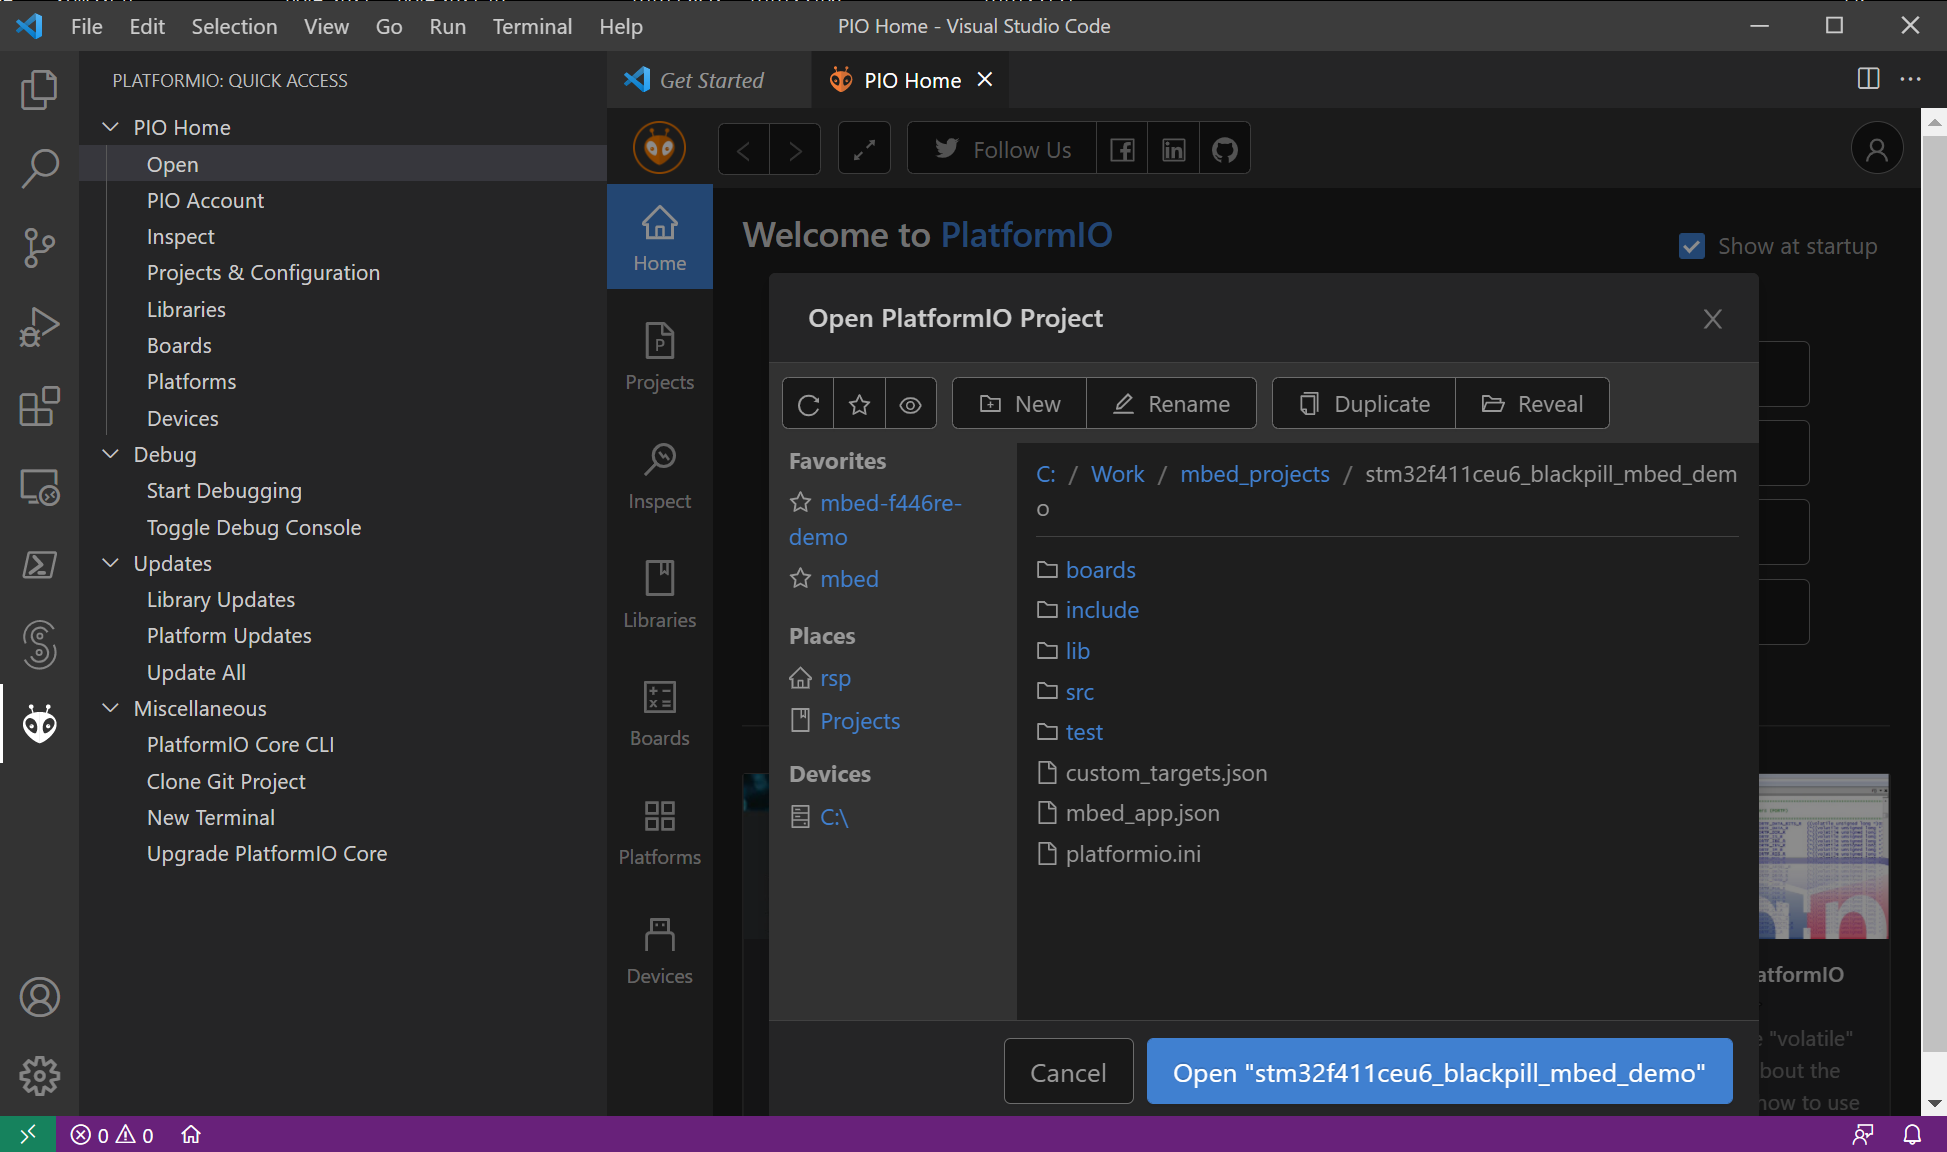 File Edit Selection View Go Run Terminal Help
PIO Home - Visual Studio Code
PLATFORMIO: QUICK ACCESS
PIO Home
Open
PIO Account
Inspect
Projects & Configuration
Libraries
Boards
Platforms
Devices
Debug
Start Debugging
Toggle Debug Console
Updates
Library Updates
Platform Updates
Update All
Miscellaneous
PlatformIO Core CLI
Clone Git Project
New Terminal
Upgrade PlatformIO Core
Get Started
PIO Home
Follow Us
Home
Projects
Inspect
Libraries
Boards
Platforms
Devices
Welcome to PlatformIO
Show at startup
Open PlatformIO Project
New Rename Duplicate Reveal
Favorites
mbed-f446re-
demo
mbed
Places
rsp
Projects
Devices
C:\
C: / Work / mbed_projects / stm32f411ceu6_blackpill_mbed_dem
o
boards
include
lib
src
test
custom_targets.json
mbed_app.json
platformio.ini
Cancel
Open "stm32f411ceu6_blackpill_mbed_demo"
atformIO
"volatile"
bout the
how to use
0 0